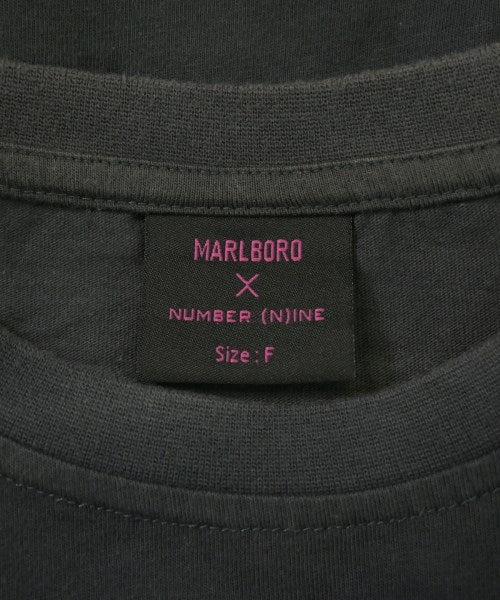 MARLBORO
X
NUMBER (N)INE
Size : F